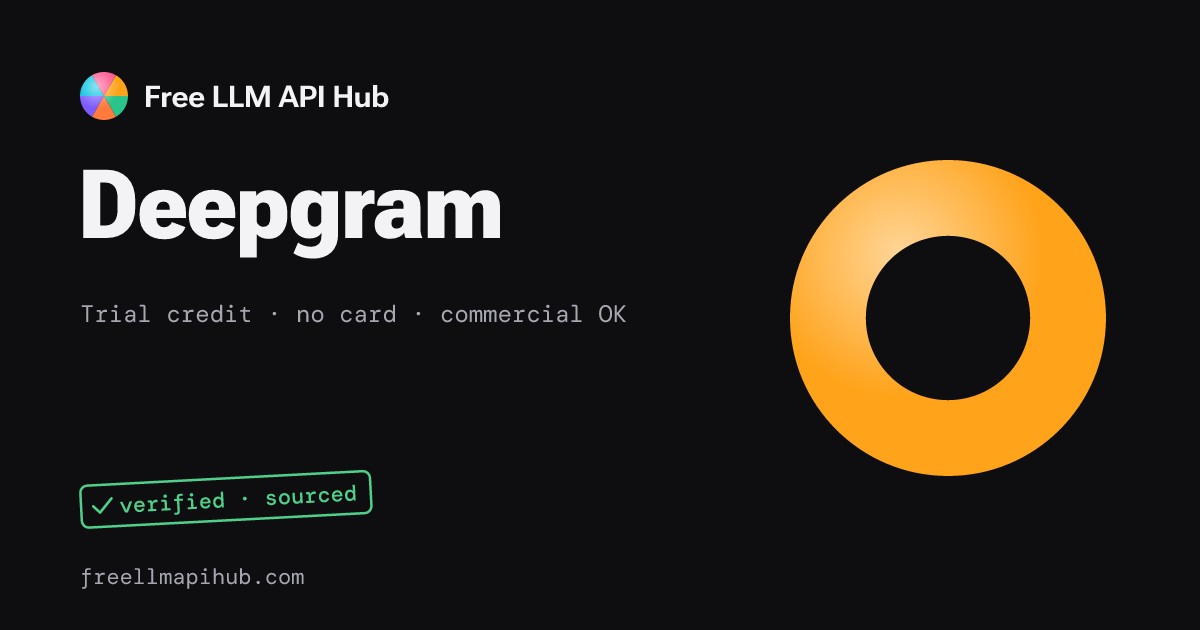 Free LLM API Hub
Deepgram
Trial credit · no card · commercial OK
verified · sourced
freellmapihub.com